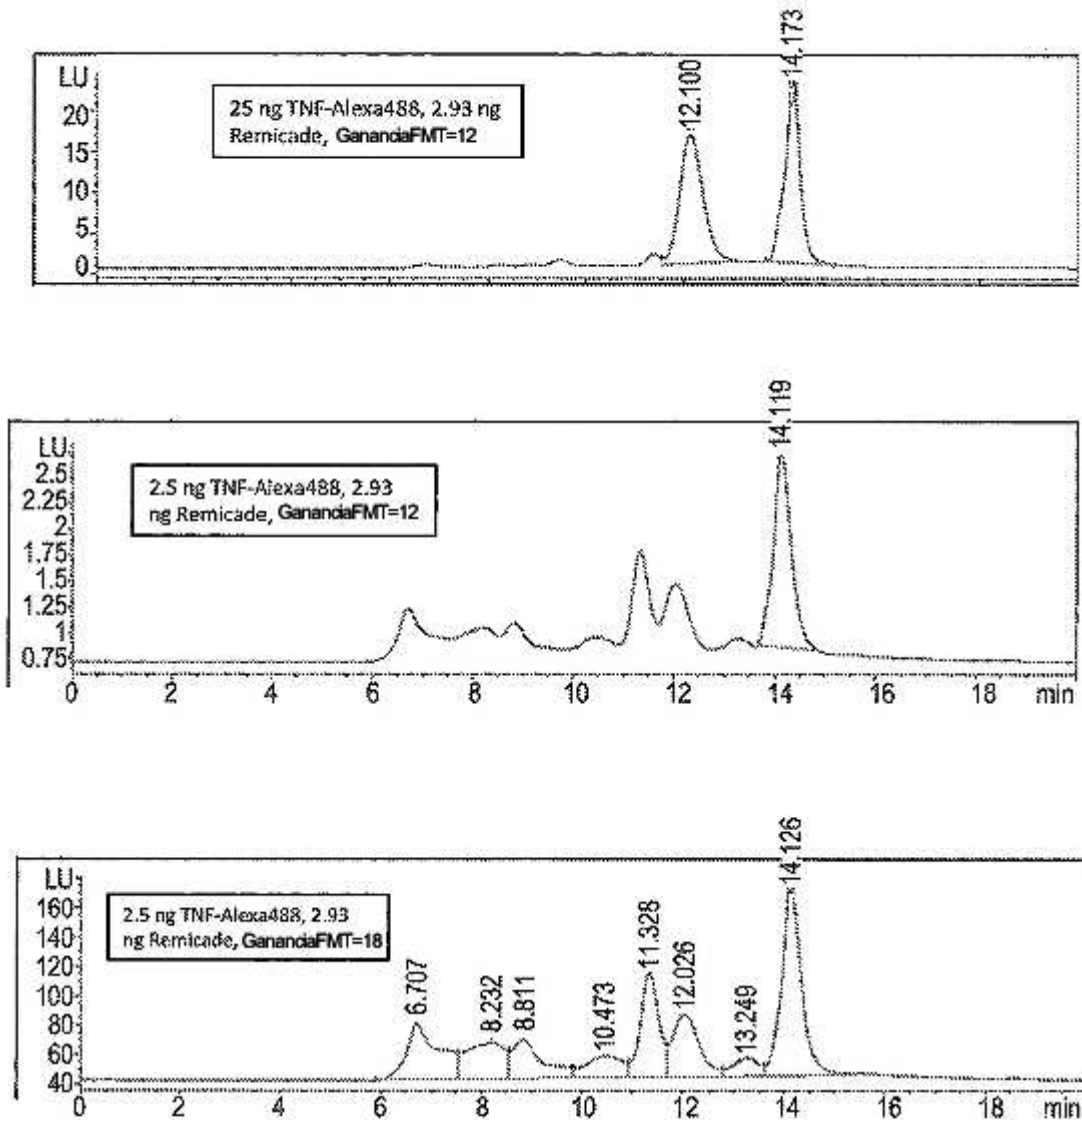 LU
20
15
10
5
0
25 ng TNF-Alexa488, 2.93 ng
Remicade, GananciaFMT=12
12.100
14.173
LU
2.5
2.25
2
1.75
1.5
1.25
1
0.75
2.5 ng TNF-Alexa488, 2.93
ng Remicade, GananciaFMT=12
14.119
0 2 4 6 8 10 12 14 16 18 min
LU
160
140
120
100
80
60
40
2.5 ng TNF-Alexa488, 2.93
ng Remicade, GananciaFMT=18
6.707
8.232
8.811
10.473
11.328
12.026
13.249
14.126
0 2 4 6 8 10 12 14 16 18 min